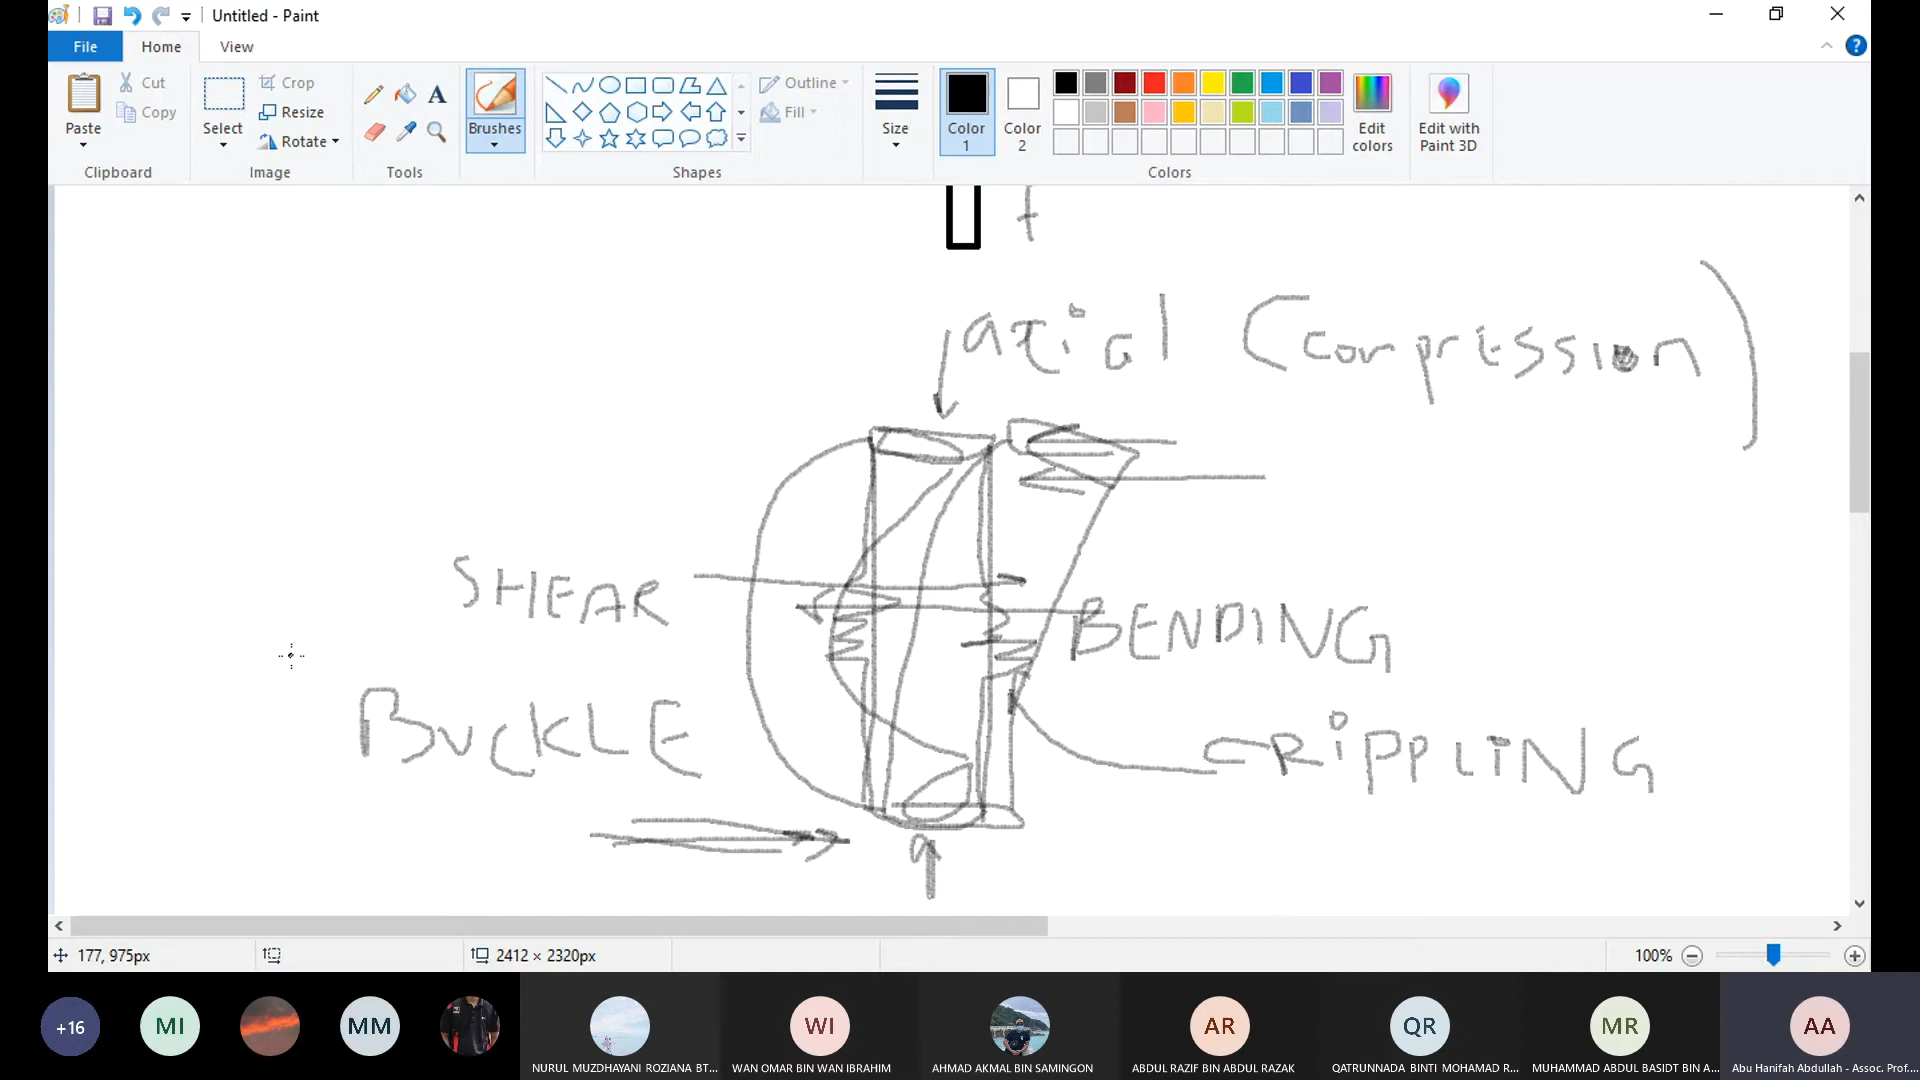 Untitled - Paint
File Home View
Paste
Cut
Copy
Clipboard
Select
Crop
Resize
Rotate
Image
Tools
Brushes
Shapes
Outline
Fill
Size
Color 1
Color 2
Edit colors
Colors
Edit with Paint 3D
axial (compression)
SHEAR
BENDING
BUCKLE
CRIPPLING
177, 975px
2412 × 2320px
100%
+16
MI
MM
WI
AR
QR
MR
AA
NURUL MUZDHAYANI ROZIANA BT...
WAN OMAR BIN WAN IBRAHIM
AHMAD AKMAL BIN SAMINGON
ABDUL RAZIF BIN ABDUL RAZAK
QATRUNNADA BINTI MOHAMAD R...
MUHAMMAD ABDUL BASIDT BIN A...
Abu Hanifah Abdullah - Assoc. Prof....